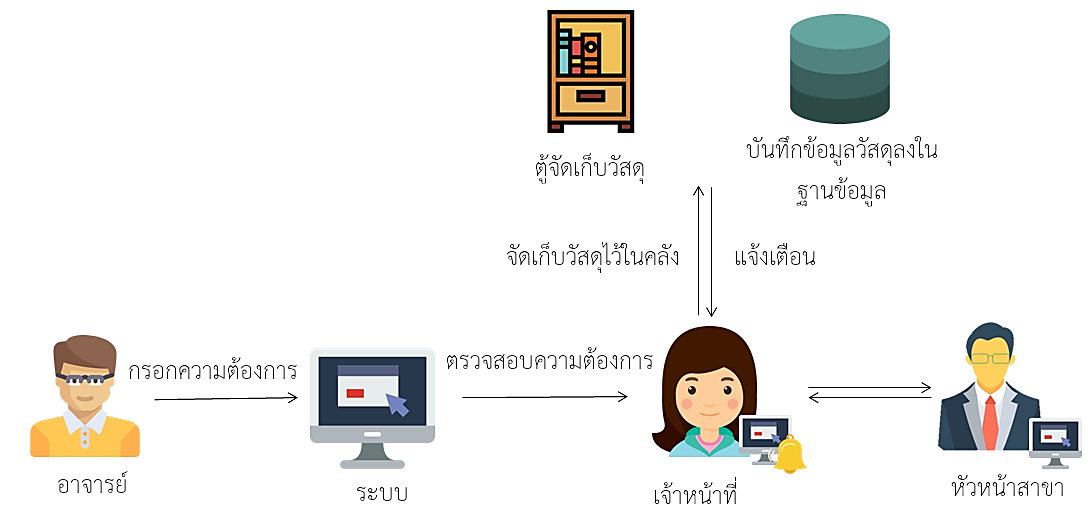 ตู้จัดเก็บวัสดุ
บันทึกข้อมูลวัสดุลงใน
ฐานข้อมูล
จัดเก็บวัสดุไว้ในคลัง
แจ้งเตือน
กรอกความต้องการ
ตรวจสอบความต้องการ
อาจารย์
ระบบ
เจ้าหน้าที่
หัวหน้าสาขา